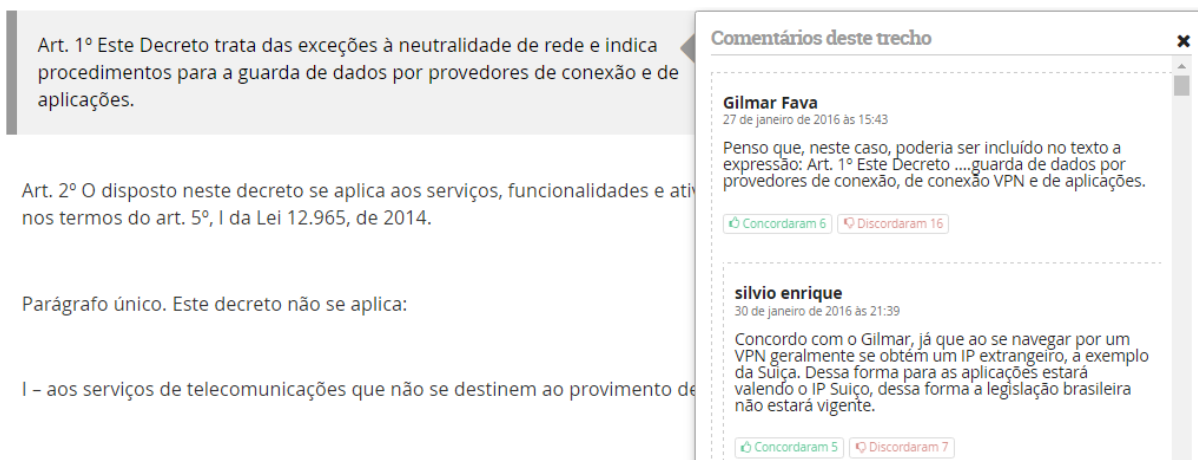 Art. 1º Este Decreto trata das exceções à neutralidade de rede e indica
procedimentos para a guarda de dados por provedores de conexão e de
aplicações.
Art. 2º O disposto neste decreto se aplica aos serviços, funcionalidades e
nos termos do art. 5º, I da Lei 12.965, de 2014.
Parágrafo único. Este decreto não se aplica:
I – aos serviços de telecomunicações que não se destinem ao provimento
Comentários deste trecho
Gilmar Fava
27 de janeiro de 2016 às 15:43
Penso que, neste caso, poderia ser incluído no texto a
expressão: Art. 1º Este Decreto ....guarda de dados por
provedores de conexão, de conexão VPN e de aplicações.
Concordaram 6 Discordaram 16
silvio enrique
30 de janeiro de 2016 às 21:39
Concordo com o Gilmar, já que ao se navegar por um
VPN geralmente se obtém um IP extrangeiro, a exemplo
da Suiça. Dessa forma para as aplicações estará
valendo o IP Suiço, dessa forma a legislação brasileira
não estará vigente.
Concordaram 5 Discordaram 7